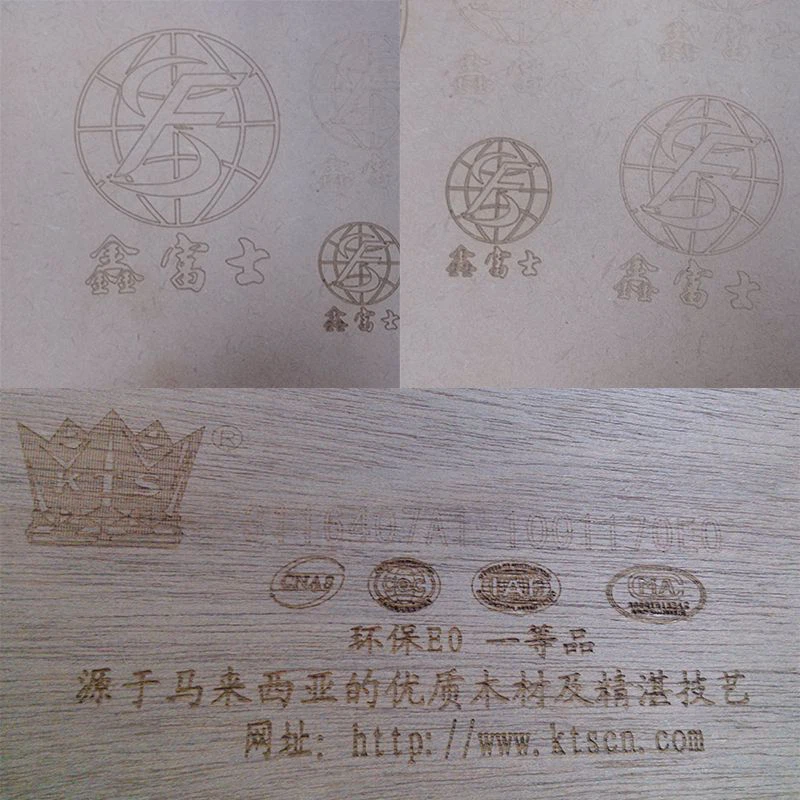 鑫富士
鑫富士
鑫富士
鑫富士
KTS ®
CNAS
环保E0 一等品
源于马来西亚的优质木材及精湛技艺
网址: http://www.ktscn.com